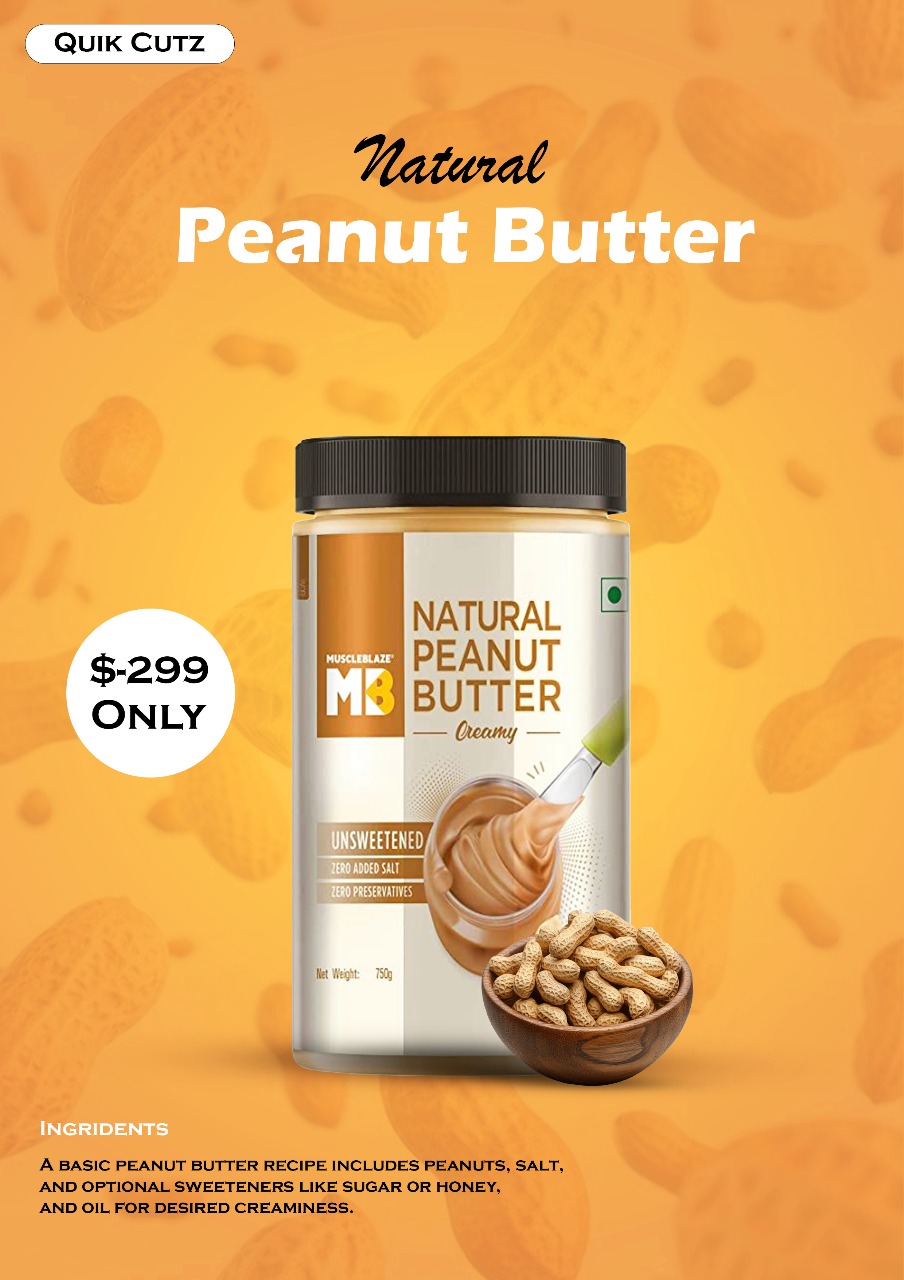 Quik Cutz
Natural
Peanut Butter
NATURAL
PEANUT
BUTTER
Creamy
MUSCLEBLAZE®
MB
$-299
Only
UNSWEETENED
ZERO ADDED SALT
ZERO PRESERVATIVES
Net Weight: 750g
Ingridents
A basic peanut butter recipe includes peanuts, salt,
and optional sweeteners like sugar or honey,
and oil for desired creaminess.